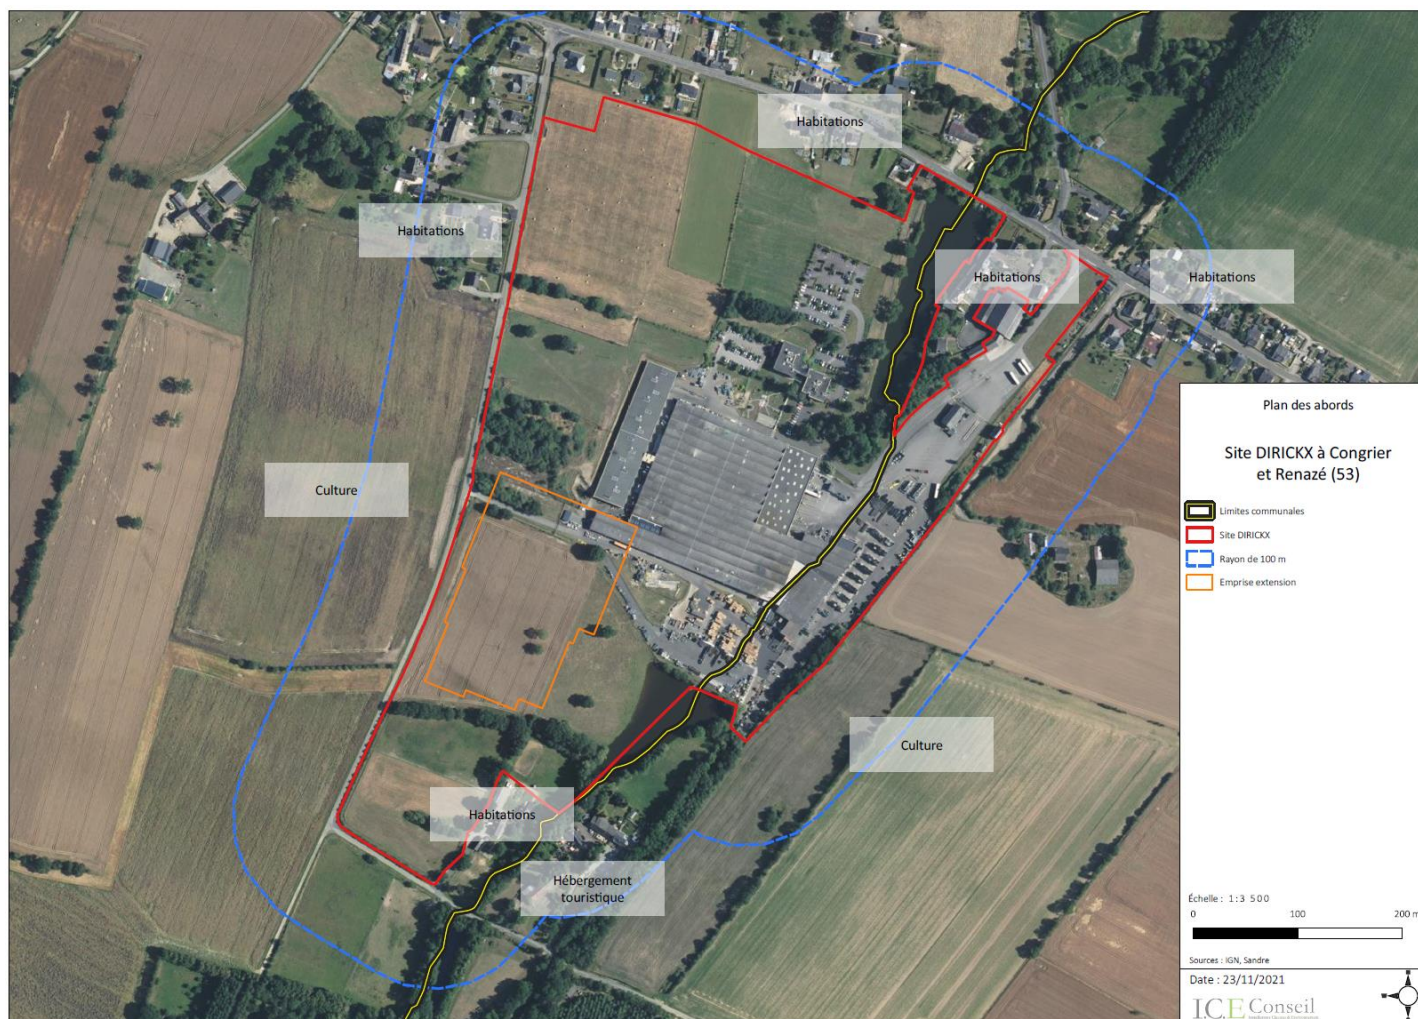 Habitations
Habitations
Habitations
Habitations
Culture
Culture
Habitations
Hébergement
touristique
Plan des abords
Site DIRICKX à Congrier
et Renazé (53)
Limites communales
Site DIRICKX
Rayon de 100 m
Emprise extension
Échelle : 1:3 500
0 100 200 m
Sources : IGN, Sandre
Date : 23/11/2021
I.C.E Conseil